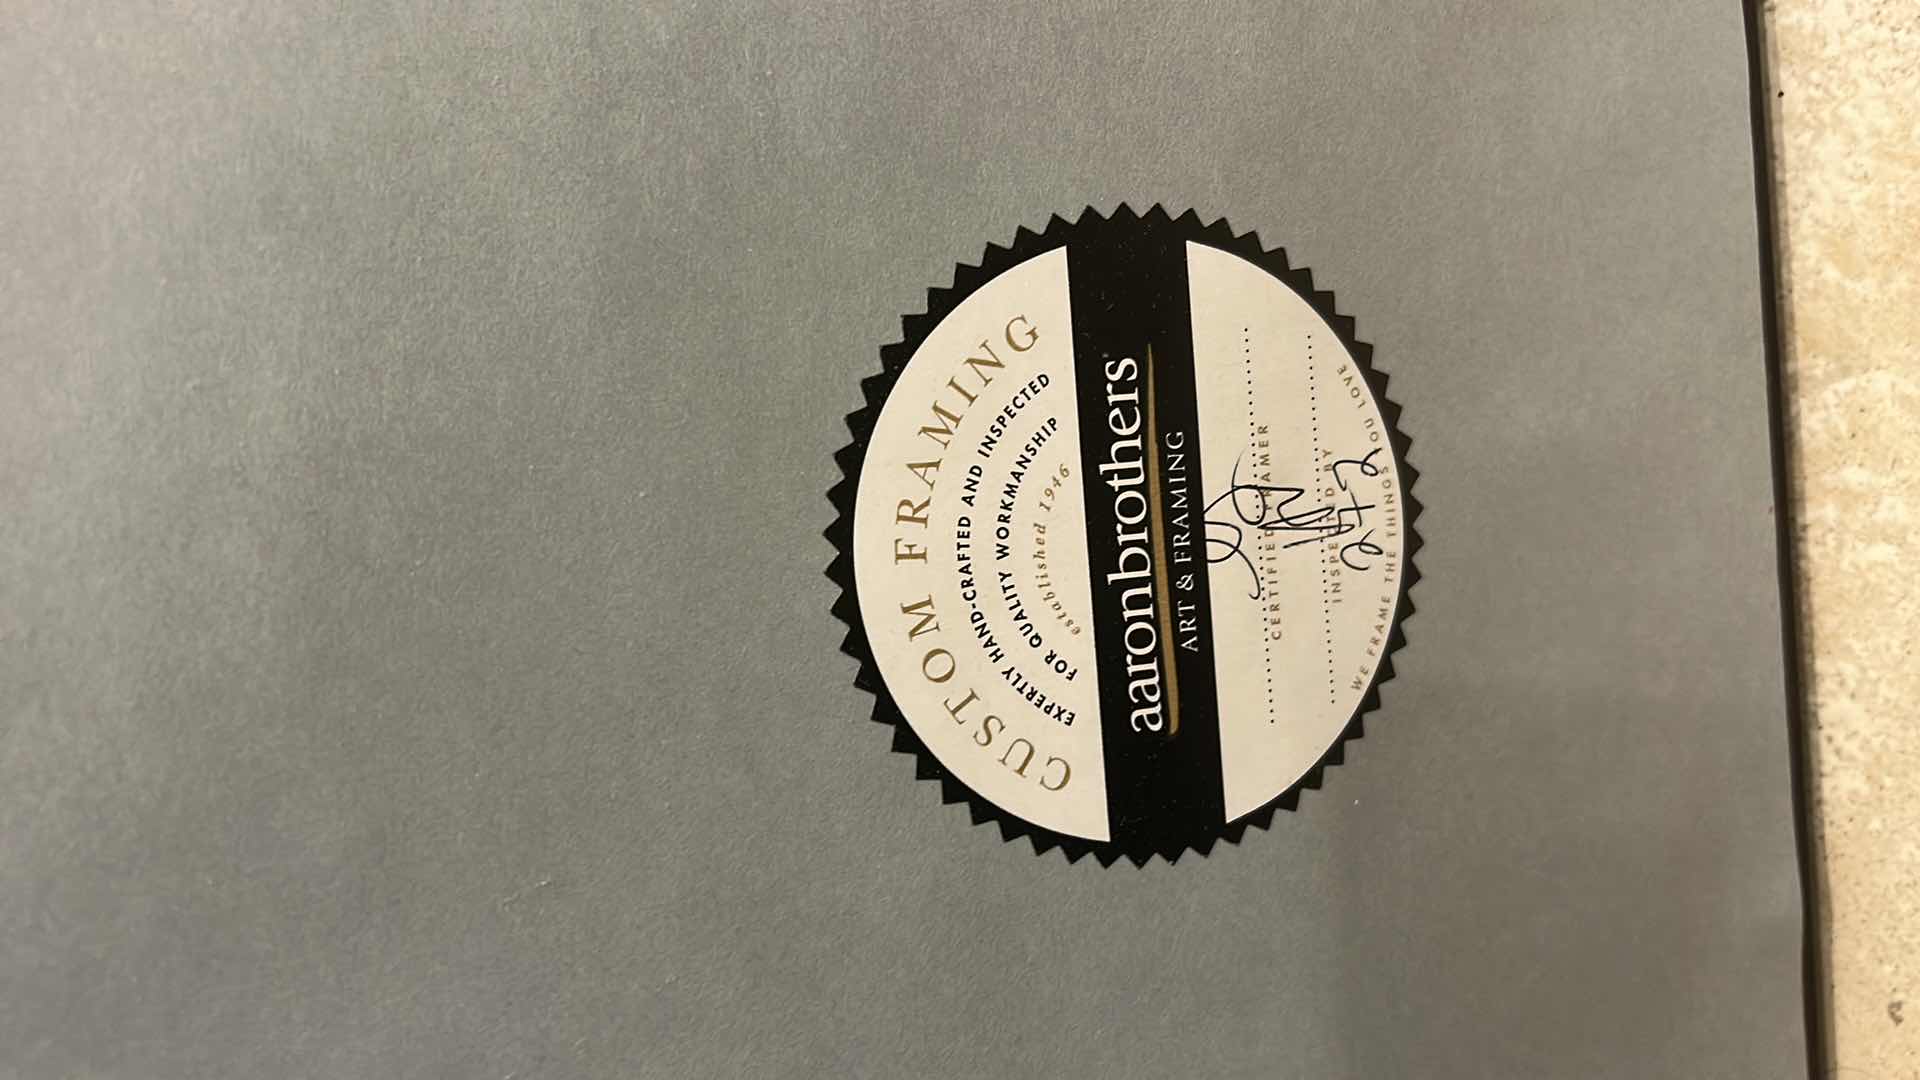 CUSTOM FRAMING
EXPERTLY HAND-CRAFTED AND INSPECTED
FOR QUALITY WORKMANSHIP
established 1946
aaronbrothers
ART & FRAMING
CERTIFIED FRAMER
INSPECTED BY
242
WE FRAME THE THINGS YOU LOVE